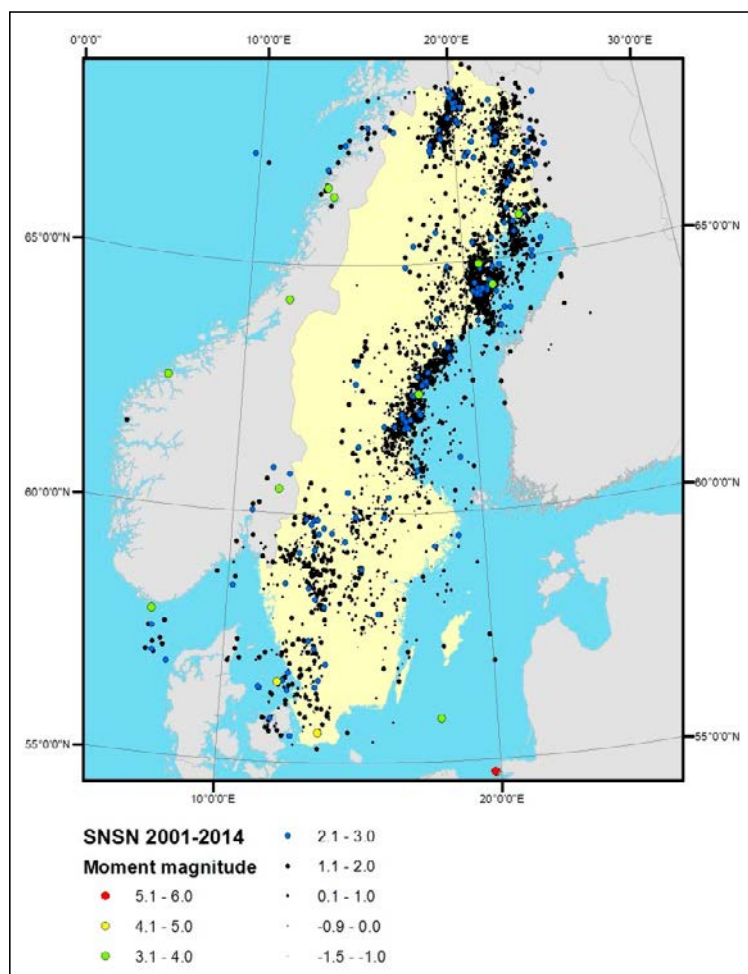 0°0'0"E 10°0'0"E 20°0'0"E 30°0'0"E
65°0'0"N 65°0'0"N
60°0'0"N 60°0'0"N
55°0'0"N 55°0'0"N
10°0'0"E 20°0'0"E
SNSN 2001-2014
Moment magnitude
5.1 - 6.0
4.1 - 5.0
3.1 - 4.0
2.1 - 3.0
1.1 - 2.0
0.1 - 1.0
-0.9 - 0.0
-1.5 - -1.0